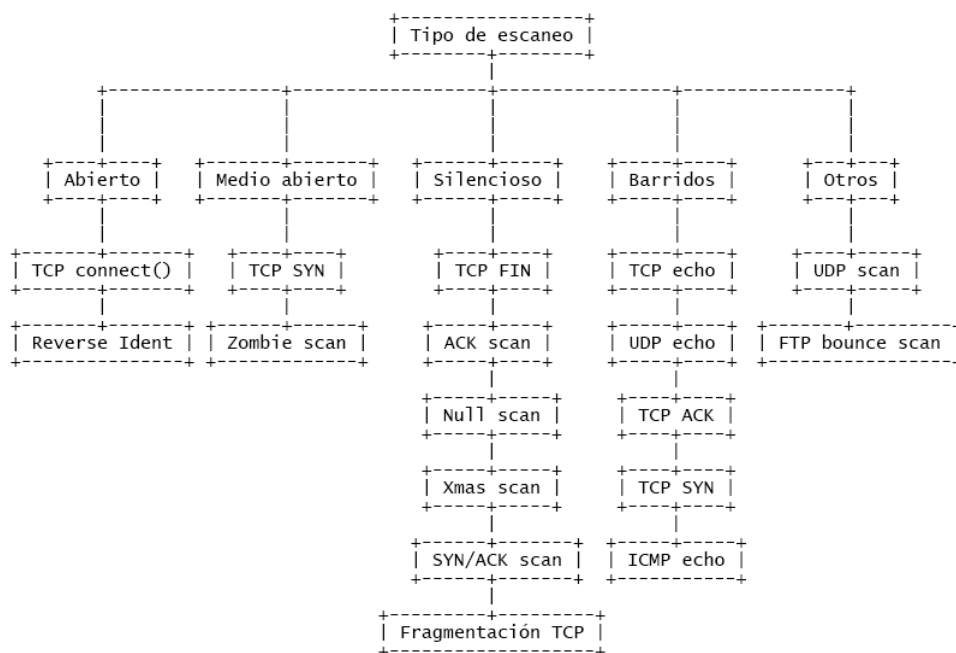 Tipo de escaneo
Abierto
Medio abierto
Silencioso
Barridos
Otros
TCP connect()
TCP SYN
TCP FIN
TCP echo
UDP scan
Reverse Ident
Zombie scan
ACK scan
UDP echo
FTP bounce scan
Null scan
TCP ACK
Xmas scan
TCP SYN
SYN/ACK scan
ICMP echo
Fragmentación TCP